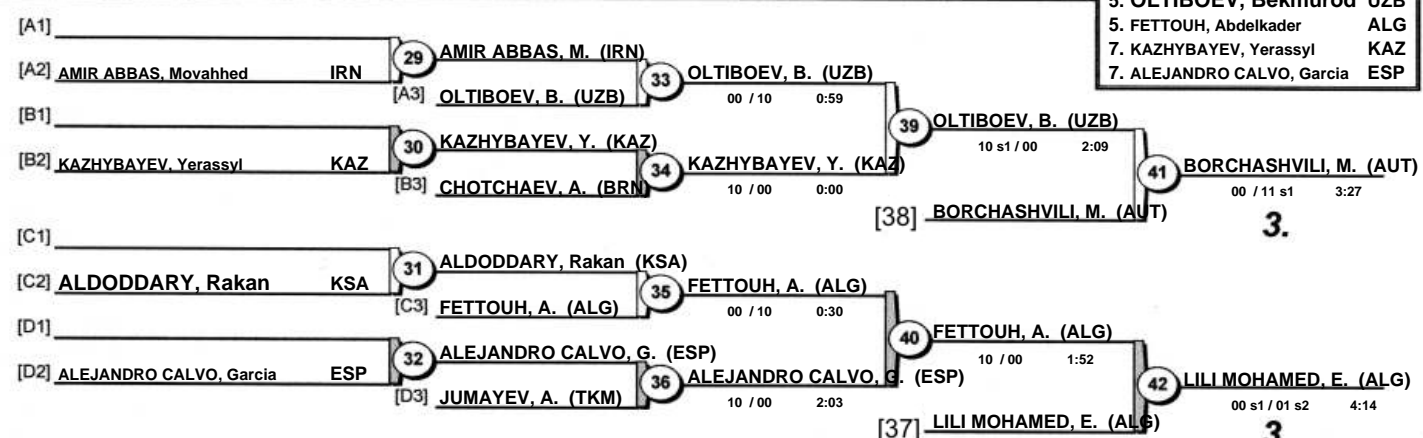 5. OLTIBOEV, Bekmurod UZB
5. FETTOUH, Abdelkader ALG
7. KAZHYBAYEV, Yerassyl KAZ
7. ALEJANDRO CALVO, Garcia ESP
[A1]
[A2] AMIR ABBAS, Movahhed IRN
29 AMIR ABBAS, M. (IRN)
[A3] OLTIBOEV, B. (UZB)
33 OLTIBOEV, B. (UZB)
00 / 10 0:59
[B1]
[B2] KAZHYBAYEV, Yerassyl KAZ
30 KAZHYBAYEV, Y. (KAZ)
[B3] CHOTCHAEV, A. (BRN)
34 KAZHYBAYEV, Y. (KAZ)
10 / 00 0:00
39 OLTIBOEV, B. (UZB)
10 s1 / 00 2:09
[38] BORCHASHVILI, M. (AUT)
41 BORCHASHVILI, M. (AUT)
00 / 11 s1 3:27
3.
[C1]
[C2] ALDODDARY, Rakan KSA
31 ALDODDARY, Rakan (KSA)
[C3] FETTOUH, A. (ALG)
35 FETTOUH, A. (ALG)
00 / 10 0:30
[D1]
[D2] ALEJANDRO CALVO, Garcia ESP
32 ALEJANDRO CALVO, G. (ESP)
[D3] JUMAYEV, A. (TKM)
36 ALEJANDRO CALVO, G. (ESP)
10 / 00 2:03
40 FETTOUH, A. (ALG)
10 / 00 1:52
[37] LILI MOHAMED, E. (ALG)
42 LILI MOHAMED, E. (ALG)
00 s1 / 01 s2 4:14
3